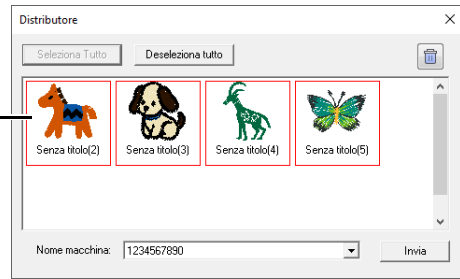 Distributore
Seleziona Tutto Deseleziona tutto
Senza titolo(2) Senza titolo(3) Senza titolo(4) Senza titolo(5)
Nome macchina: 1234567890 Invia